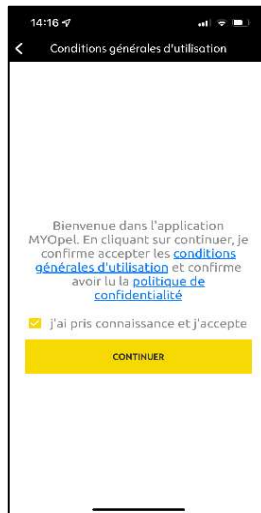 14:16
Conditions générales d'utilisation
Bienvenue dans l'application
MYOpel. En cliquant sur continuer, je
confirme accepter les conditions
générales d'utilisation et confirme
avoir lu la politique de
confidentialité
j'ai pris connaissance et j'accepte
CONTINUER